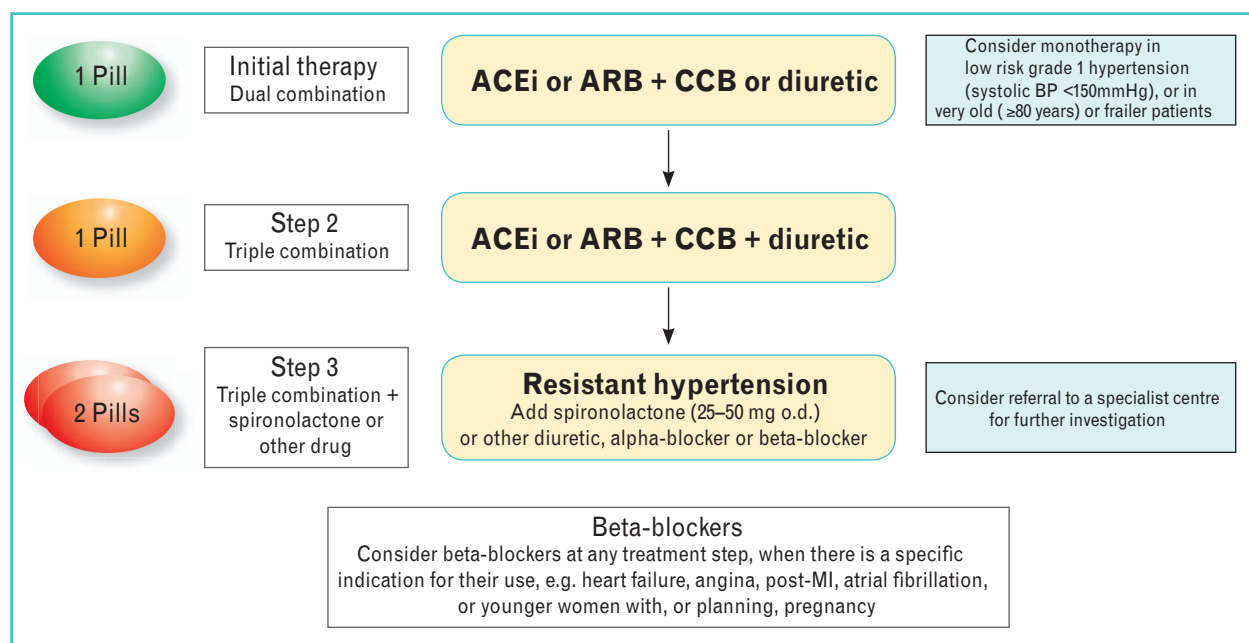 1 Pill
Initial therapy
Dual combination
ACEi or ARB + CCB or diuretic
Consider monotherapy in
low risk grade 1 hypertension
(systolic BP <150mmHg), or in
very old ( ≥80 years) or frailer patients
1 Pill
Step 2
Triple combination
ACEi or ARB + CCB + diuretic
2 Pills
Step 3
Triple combination +
spironolactone or
other drug
Resistant hypertension
Add spironolactone (25–50 mg o.d.)
or other diuretic, alpha-blocker or beta-blocker
Consider referral to a specialist centre
for further investigation
Beta-blockers
Consider beta-blockers at any treatment step, when there is a specific
indication for their use, e.g. heart failure, angina, post-MI, atrial fibrillation,
or younger women with, or planning, pregnancy